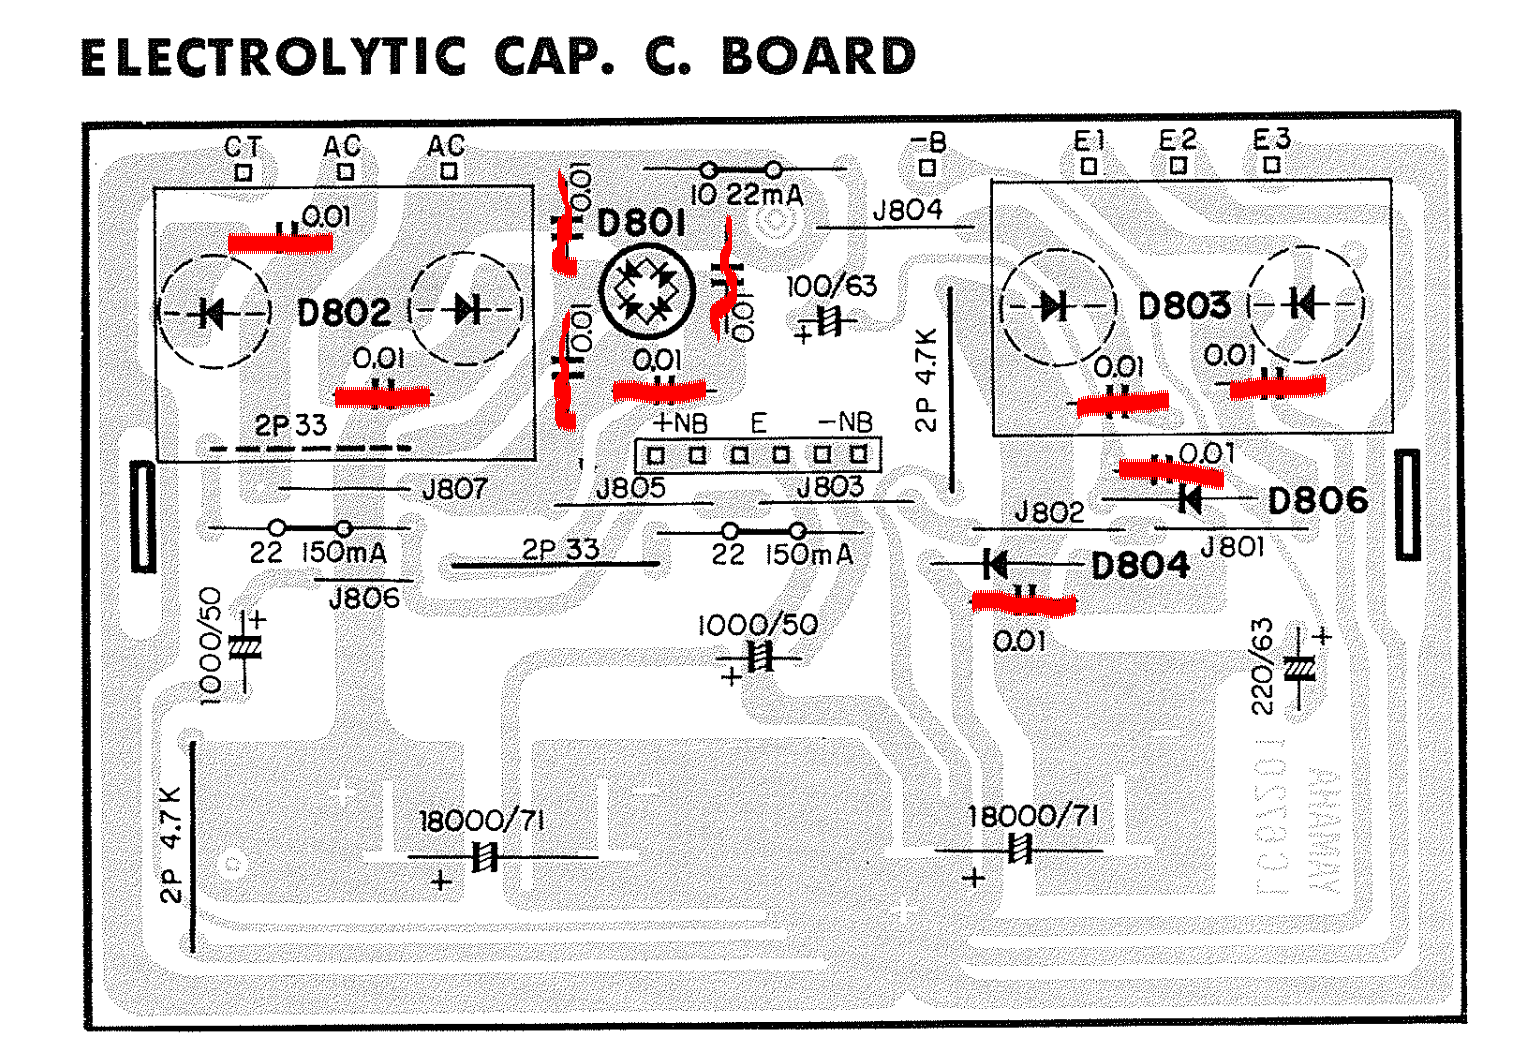 ELECTROLYTIC CAP. C. BOARD
CT AC AC -B E1 E2 E3
0.01 0.01 10 22mA J804
D801
D802 100/63 D803
0.01 0.01 0.01 0.01 0.01 0.01
2P 4.7K
2P 33 +NB E -NB
0.01
J807 J805 J803 D806
22 150mA 2P 33 22 150mA J802 J801
D804
J806
1000/50 1000/50 0.01 220/63
+ + +
2P 4.7K 18000/71 18000/71 LC67201 YAMAHA
+ +